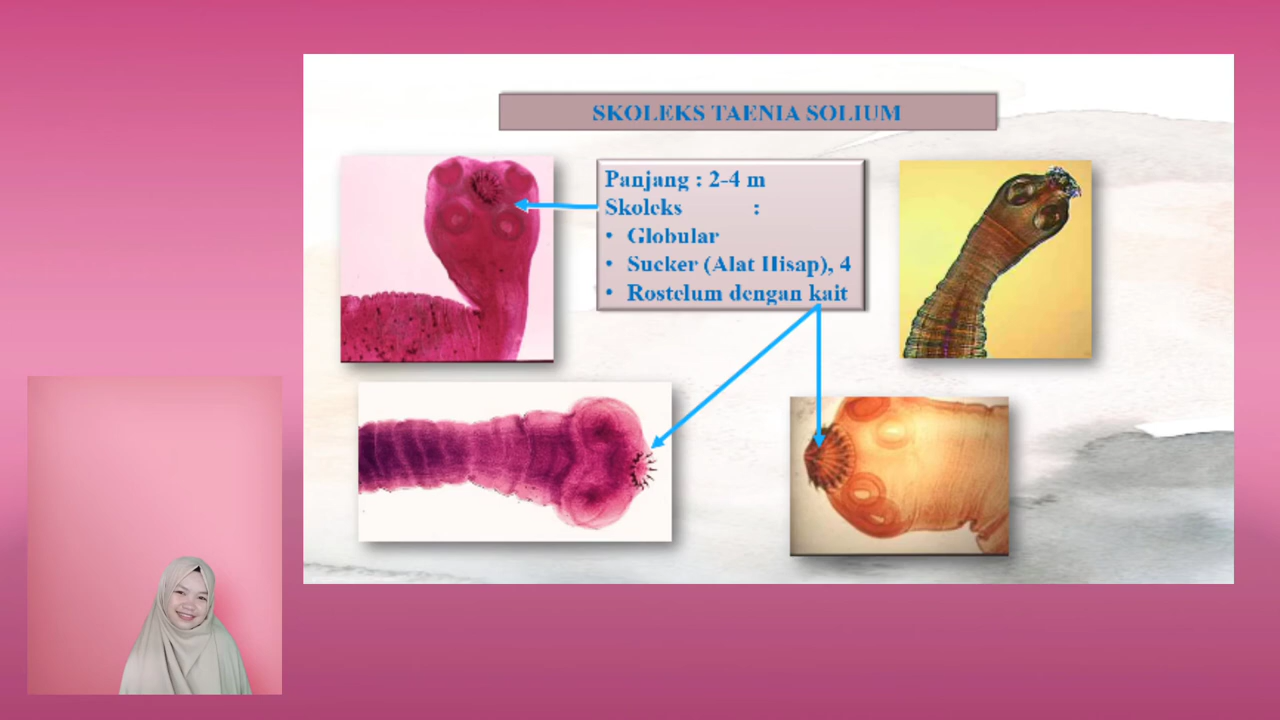 SKOLEKS TAENIA SOLIUM
Panjang : 2-4 m
Skoleks :
• Globular
• Sucker (Alat Hisap), 4
• Rostelum dengan kait